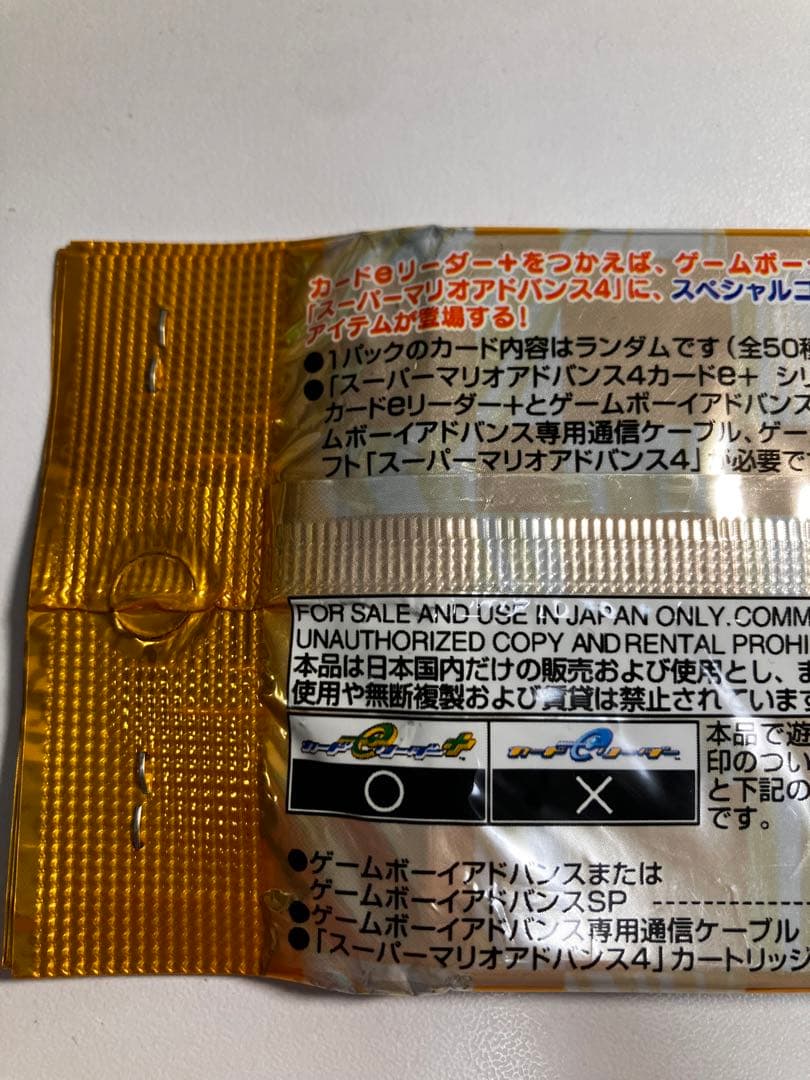 カードeリーダー+をつかえば、ゲームボー
「スーパーマリオアドバンス4」に、スペシャルコ
アイテムが登場する!
●1パックのカード内容はランダムです(全50種
●「スーパーマリオアドバンス4カードe+ シリ
カードeリーダー+とゲームボーイアドバンス
ムボーイアドバンス専用通信ケーブル、ゲー
フト「スーパーマリオアドバンス4」が必要で
FOR SALE AND USE IN JAPAN ONLY. COMM
UNAUTHORIZED COPY AND RENTAL PROHI
本品は日本国内だけの販売および使用とし、ま
使用や無断複製および賃貸は禁止されています
カードeリーダー+
カードeリーダー
○
×
本品で遊
印のつい
と下記の
です。
●ゲームボーイアドバンスまたは
ゲームボーイアドバンスSP
●ゲームボーイアドバンス専用通信ケーブル
●「スーパーマリオアドバンス4」カートリッジ